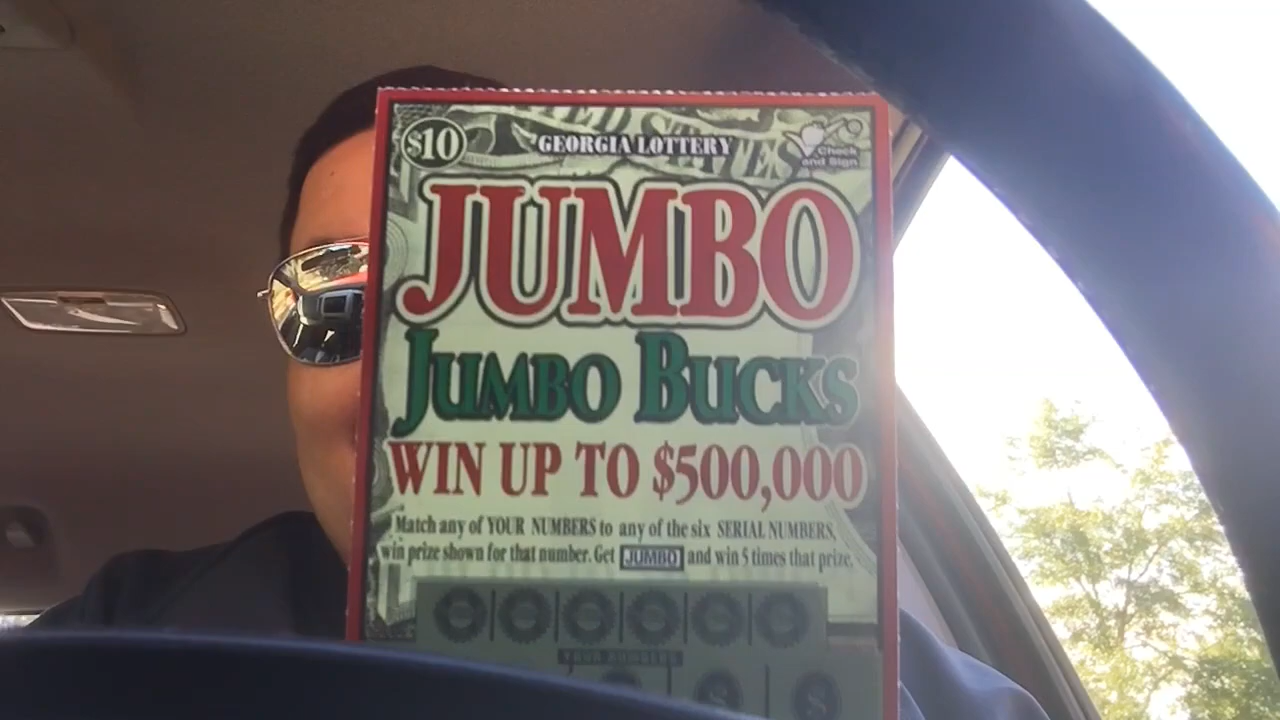 $10
GEORGIA LOTTERY
Check
and Sign
JUMBO
JUMBO BUCKS
WIN UP TO $500,000
Match any of YOUR NUMBERS to any of the six SERIAL NUMBERS,
win prize shown for that number. Get JUMBO and win 5 times that prize.
YOUR NUMBERS